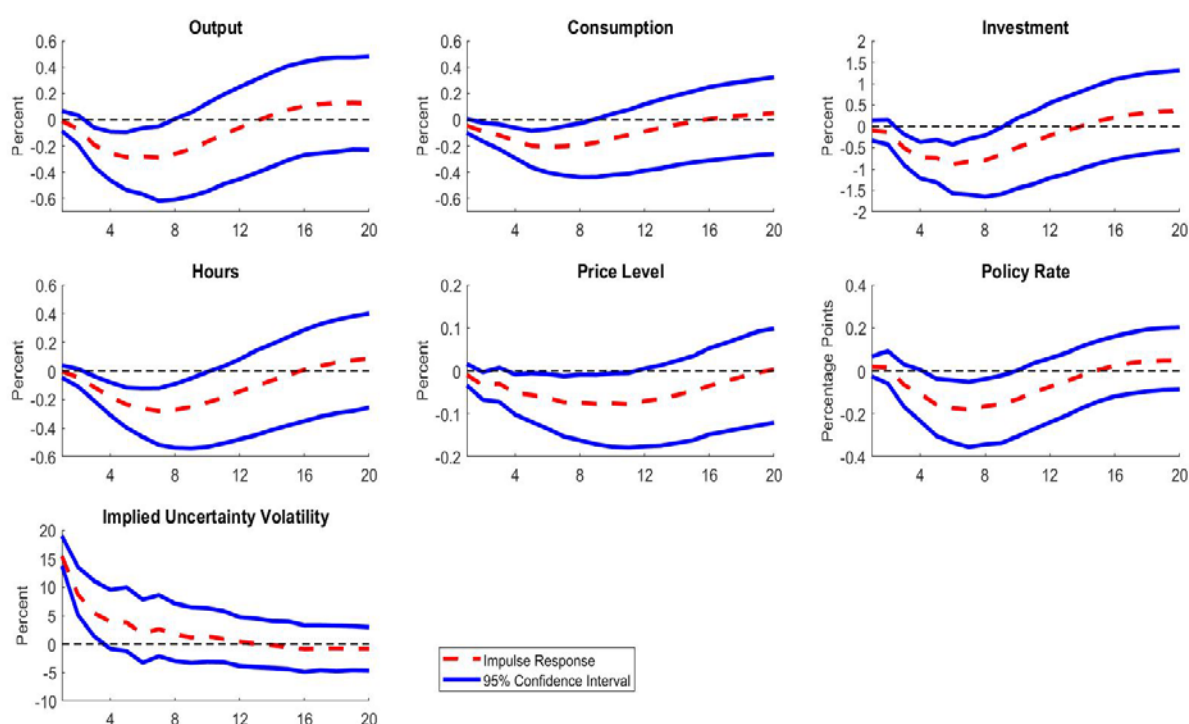 Output
Percent
0.6
0.4
0.2
0
-0.2
-0.4
-0.6
4 8 12 16 20
Consumption
Percent
0.6
0.4
0.2
0
-0.2
-0.4
-0.6
4 8 12 16 20
Investment
Percent
2
1.5
1
0.5
0
-0.5
-1
-1.5
-2
4 8 12 16 20
Hours
Percent
0.6
0.4
0.2
0
-0.2
-0.4
-0.6
4 8 12 16 20
Price Level
Percent
0.2
0.1
0
-0.1
-0.2
4 8 12 16 20
Policy Rate
Percentage Points
0.4
0.2
0
-0.2
-0.4
4 8 12 16 20
Implied Uncertainty Volatility
Percent
20
15
10
5
0
-5
-10
4 8 12 16 20
Impulse Response
95% Confidence Interval